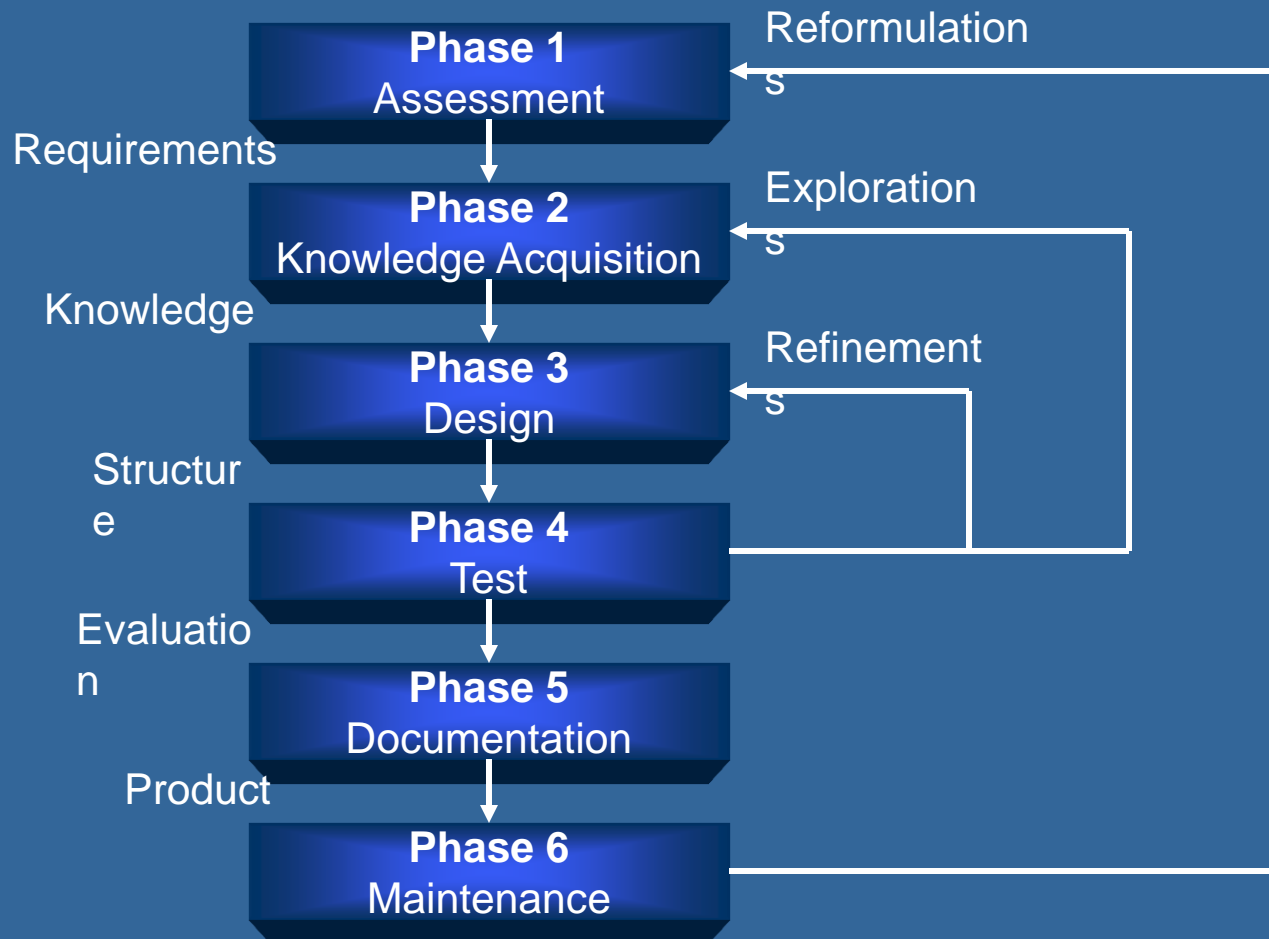 Reformulation
s
Phase 1
Assessment
Requirements
Exploration
s
Phase 2
Knowledge Acquisition
Knowledge
Refinement
s
Phase 3
Design
Structur
e
Phase 4
Test
Evaluatio
n
Phase 5
Documentation
Product
Phase 6
Maintenance